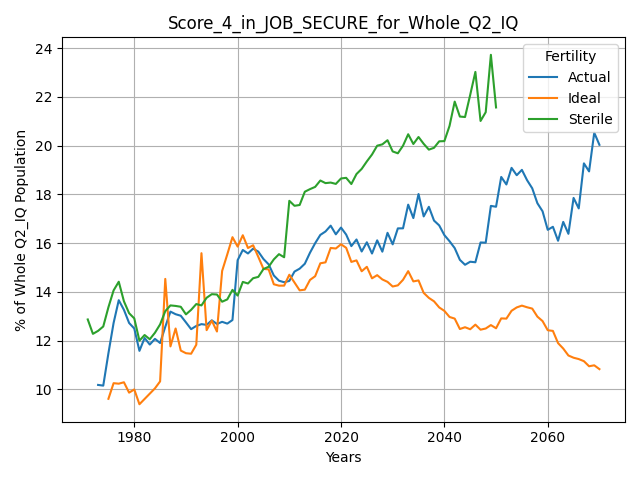 Score_4_in_JOB_SECURE_for_Whole_Q2_IQ
% of Whole Q2_IQ Population
24
22
20
18
16
14
12
10
Fertility
Actual
Ideal
Sterile
1980
2000
2020
2040
2060
Years